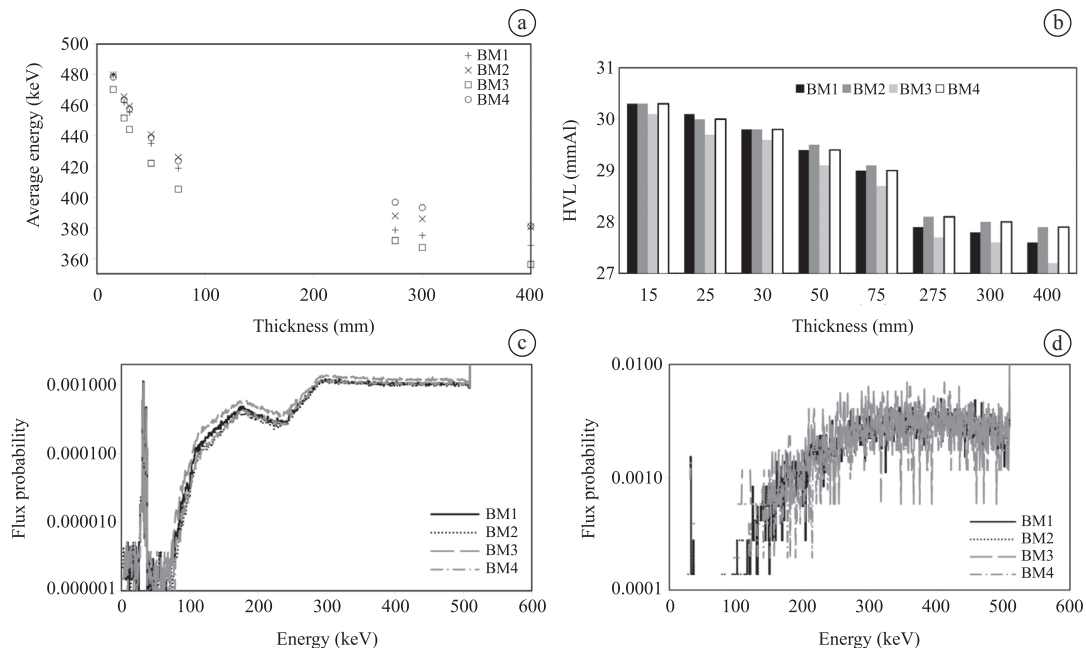 a
500
480
460
440
420
400
380
360
0
100
200
300
400
Average energy (keV)
Thickness (mm)
BM1
BM2
BM3
BM4
b
31
30
29
28
27
HVL (mmAl)
BM1 BM2 BM3 BM4
15 25 30 50 75 275 300 400
Thickness (mm)
c
0.001000
0.000100
0.000010
0.000001
Flux probability
BM1
BM2
BM3
BM4
0 100 200 300 400 500 600
Energy (keV)
d
0.0100
0.0010
0.0001
Flux probability
BM1
BM2
BM3
BM4
0 100 200 300 400 500 600
Energy (keV)